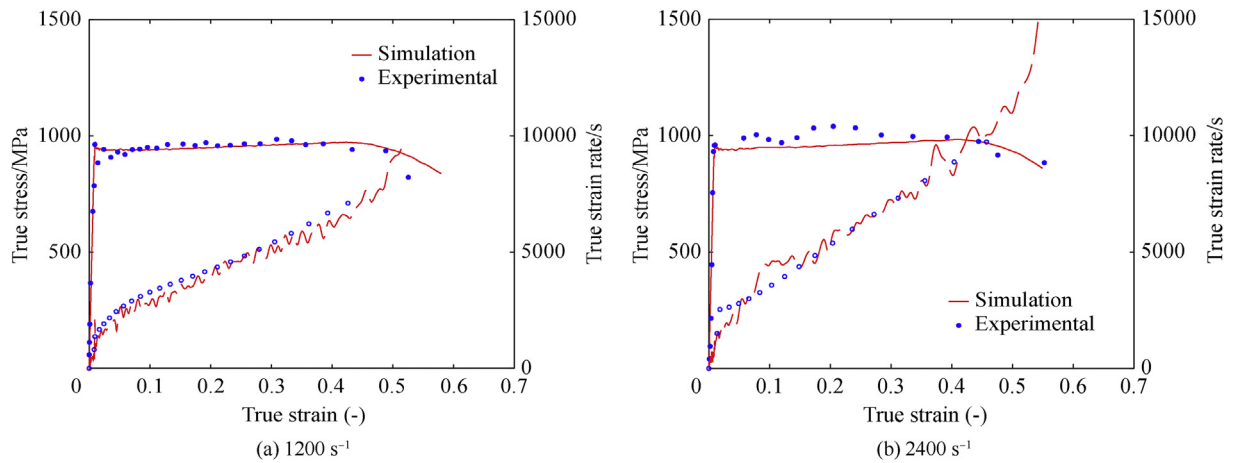 1500
15000
Simulation
Experimental
1000
10000
True stress/MPa
True strain rate/s
500
5000
0
0
0.1
0.2
0.3
0.4
0.5
0.6
0.7
True strain (-)
(a) 1200 s⁻¹
1500
15000
1000
10000
True stress/MPa
True strain rate/s
500
5000
Simulation
Experimental
0
0
0.1
0.2
0.3
0.4
0.5
0.6
0.7
True strain (-)
(b) 2400 s⁻¹